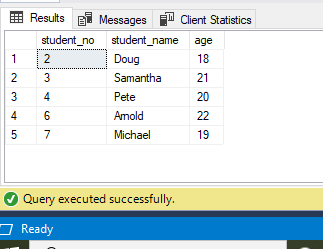 Results Messages Client Statistics
student_no student_name age
1 2 Doug 18
2 3 Samantha 21
3 4 Pete 20
4 6 Arnold 22
5 7 Michael 19
Query executed successfully.
Ready